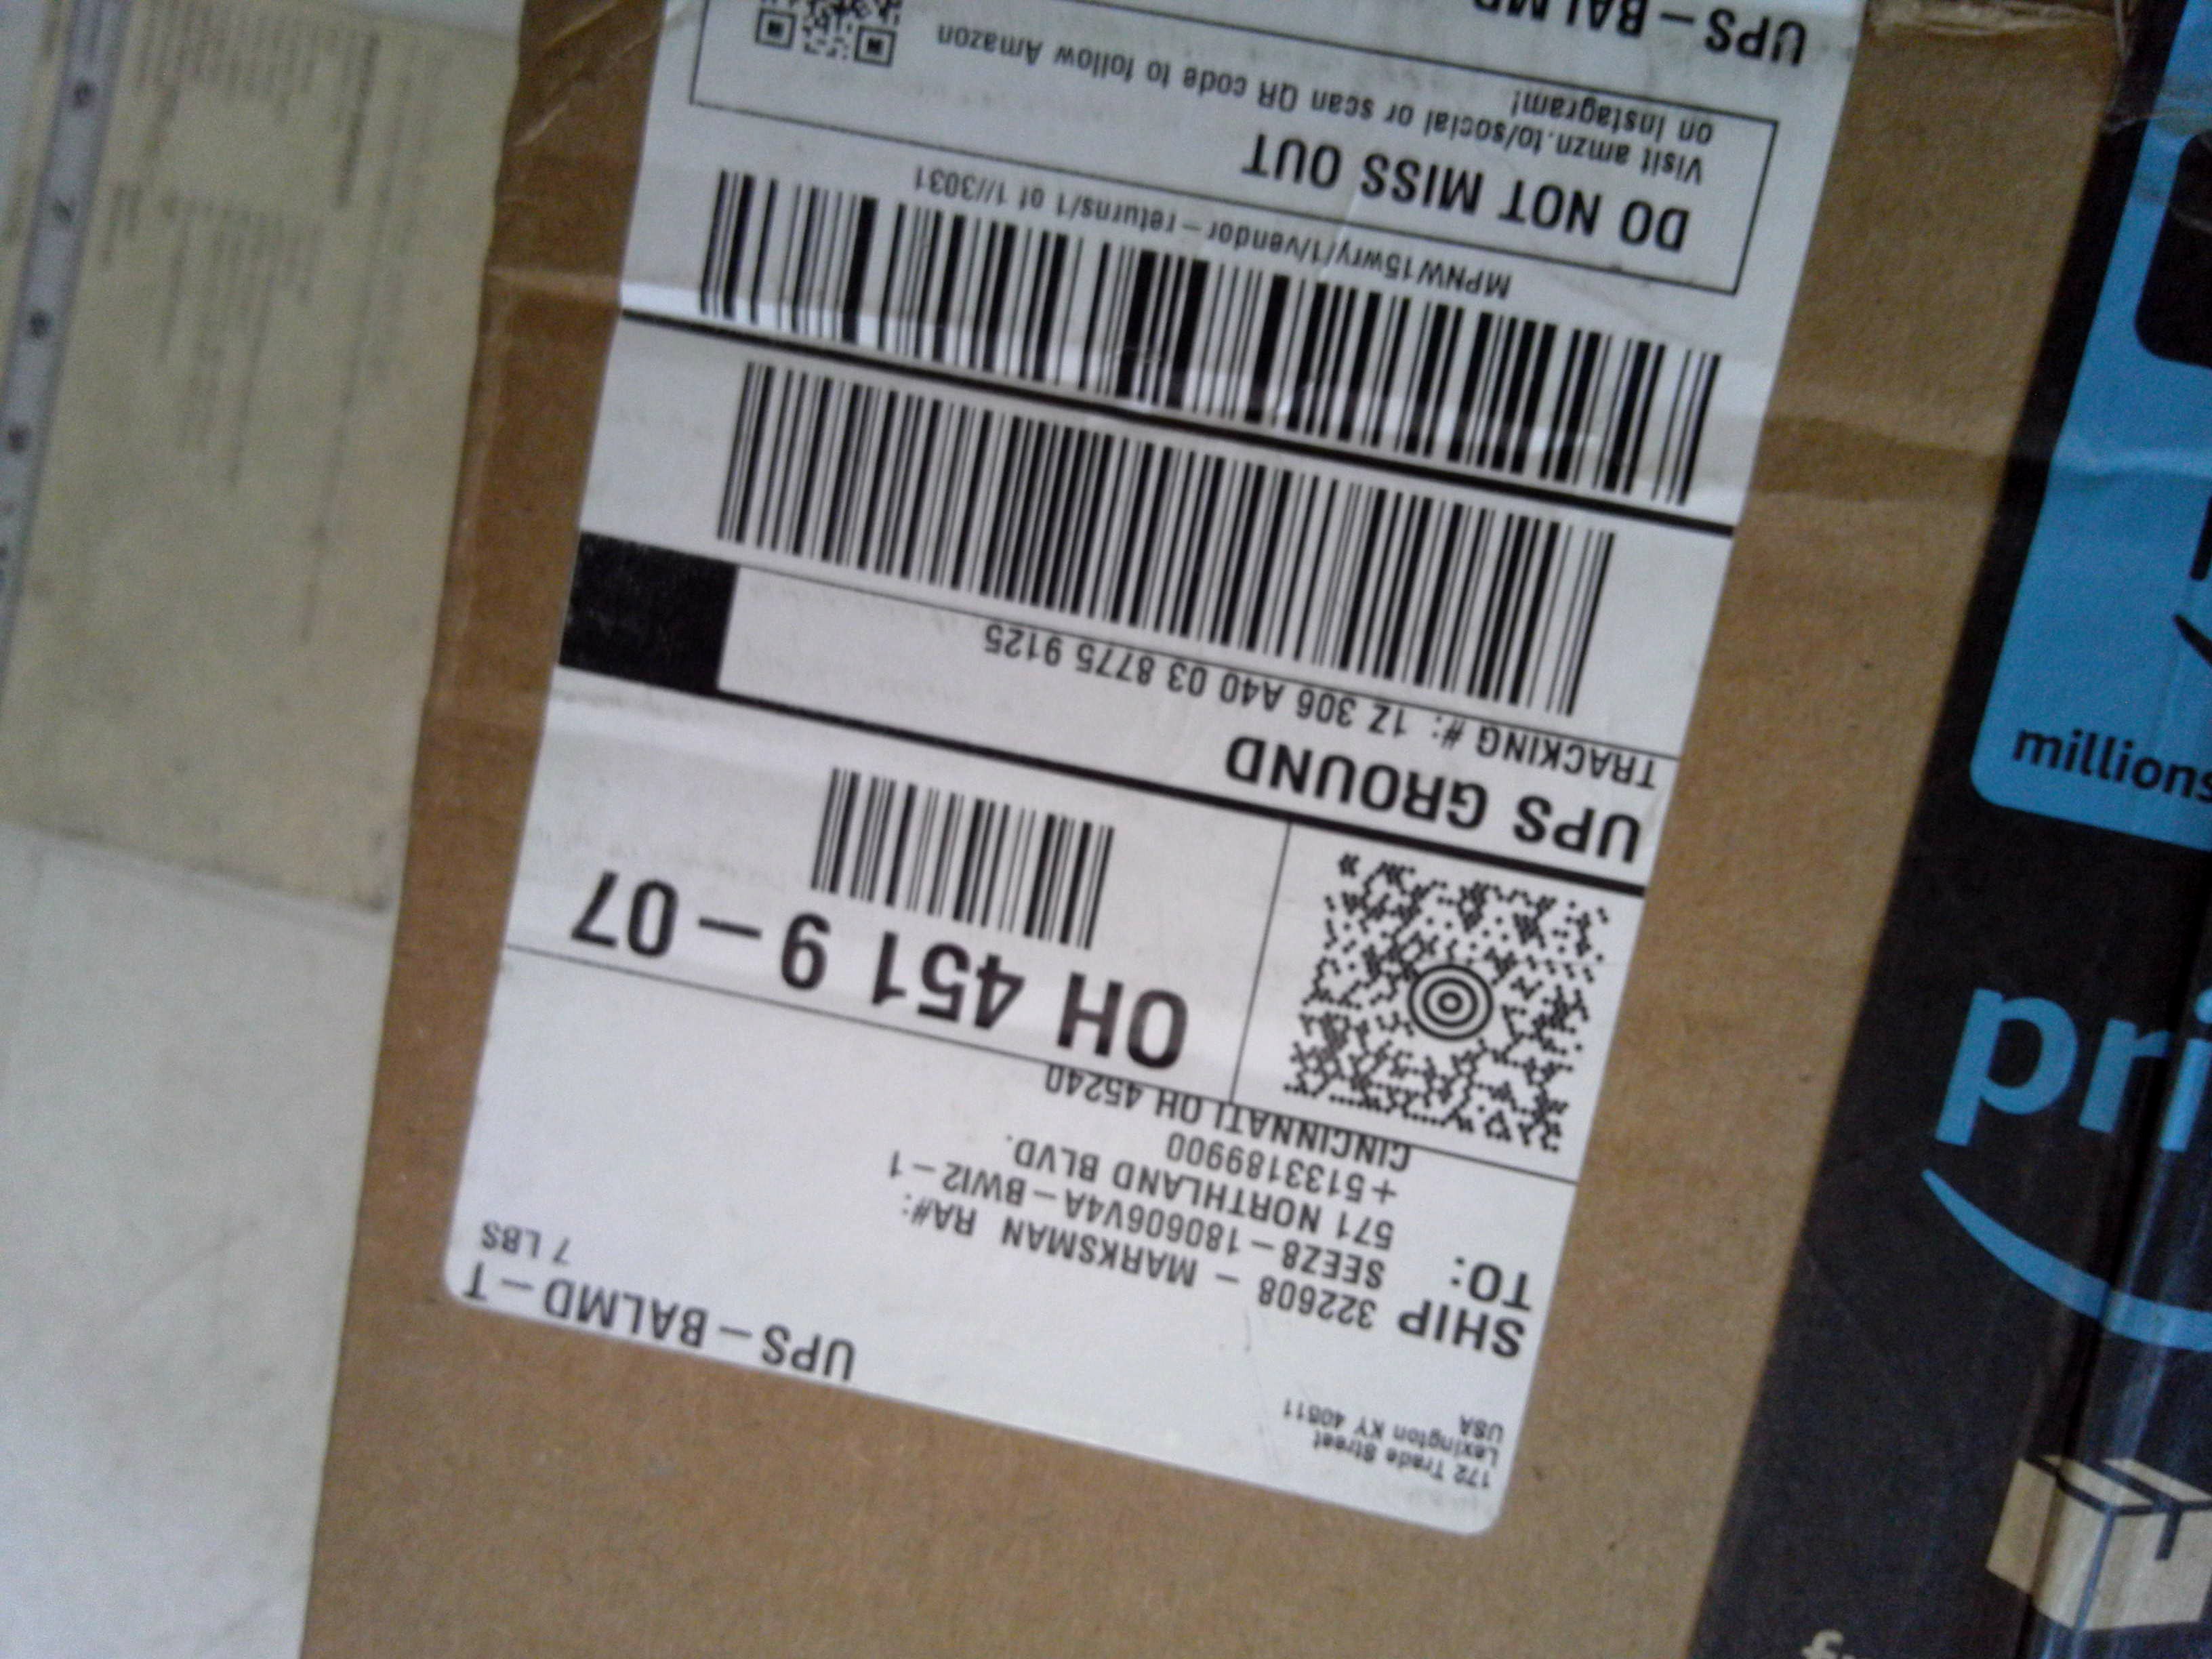 172 Trade Street
Lexington KY 40511
USA
UPS-BALMD-T
7 LBS
SHIP TO:
322608 - MARKSMAN RA#:
SEEZ8-180606V4A-BWI2-1
571 NORTHLAND BLVD.
+5133189900
CINCINNATI OH 45240
OH 451 9-07
UPS GROUND
TRACKING #: 1Z 306 A40 03 8775 9125
MPNW15wry/1/vendor-returns/1 of 1//3031
DO NOT MISS OUT
Visit amzn.to/social or scan QR code to follow Amazon
on Instagram!
UPS-BALMD
millions
pri